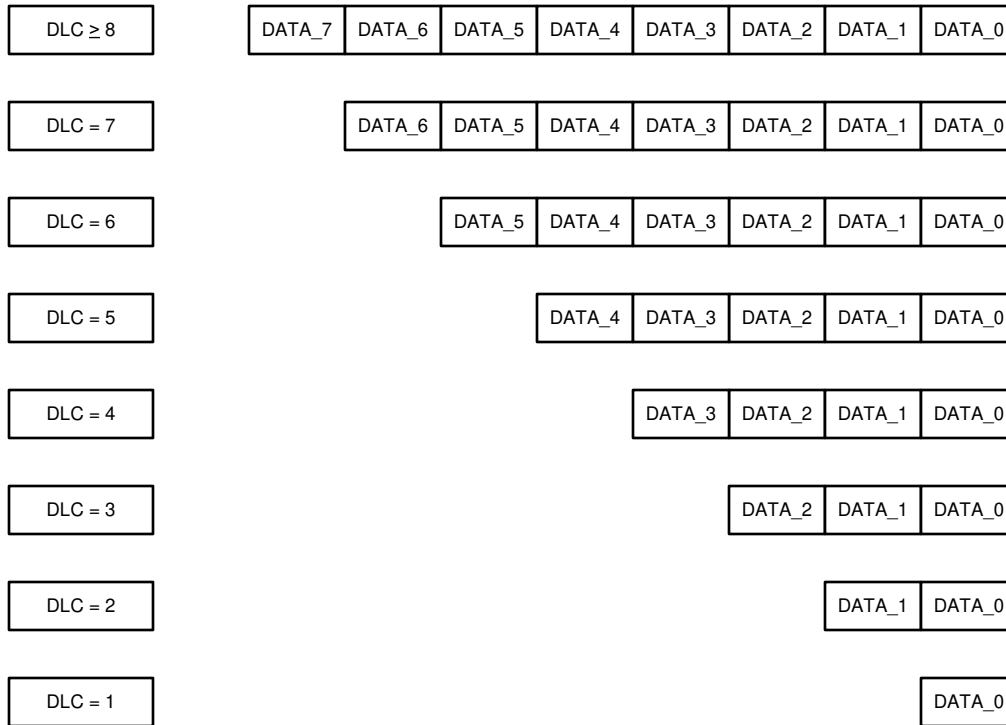 DLC ≥ 8 DATA_7 DATA_6 DATA_5 DATA_4 DATA_3 DATA_2 DATA_1 DATA_0
DLC = 7 DATA_6 DATA_5 DATA_4 DATA_3 DATA_2 DATA_1 DATA_0
DLC = 6 DATA_5 DATA_4 DATA_3 DATA_2 DATA_1 DATA_0
DLC = 5 DATA_4 DATA_3 DATA_2 DATA_1 DATA_0
DLC = 4 DATA_3 DATA_2 DATA_1 DATA_0
DLC = 3 DATA_2 DATA_1 DATA_0
DLC = 2 DATA_1 DATA_0
DLC = 1 DATA_0